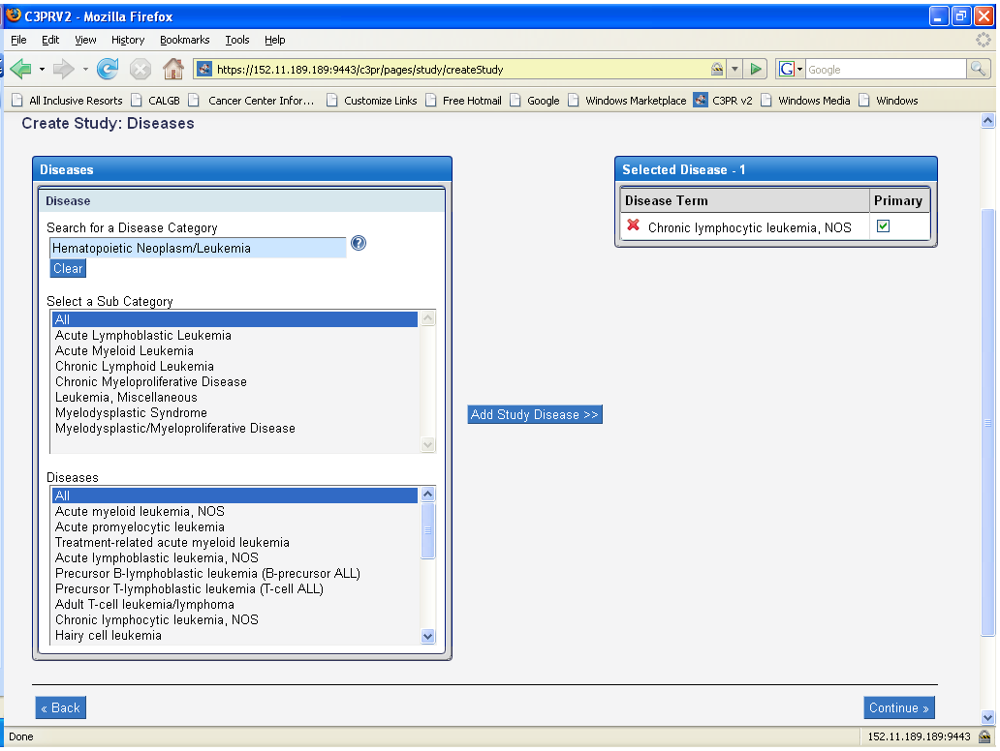 C3PRV2 - Mozilla Firefox
File Edit View History Bookmarks Tools Help
https://152.11.189.189:9443/c3pr/pages/study/createStudy
G Google
All Inclusive Resorts CALGB Cancer Center Infor... Customize Links Free Hotmail Google Windows Marketplace C3PR v2 Windows Media Windows
Create Study: Diseases
Diseases
Disease
Search for a Disease Category
Hematopoietic Neoplasm/Leukemia
?
Clear
Select a Sub Category
All
Acute Lymphoblastic Leukemia
Acute Myeloid Leukemia
Chronic Lymphoid Leukemia
Chronic Myeloproliferative Disease
Leukemia, Miscellaneous
Myelodysplastic Syndrome
Myelodysplastic/Myeloproliferative Disease
Diseases
All
Acute myeloid leukemia, NOS
Acute promyelocytic leukemia
Treatment-related acute myeloid leukemia
Acute lymphoblastic leukemia, NOS
Precursor B-lymphoblastic leukemia (B-precursor ALL)
Precursor T-lymphoblastic leukemia (T-cell ALL)
Adult T-cell leukemia/lymphoma
Chronic lymphocytic leukemia, NOS
Hairy cell leukemia
Add Study Disease >>
Selected Disease - 1
Disease Term Primary
Chronic lymphocytic leukemia, NOS
« Back
Continue »
Done
152.11.189.189:9443